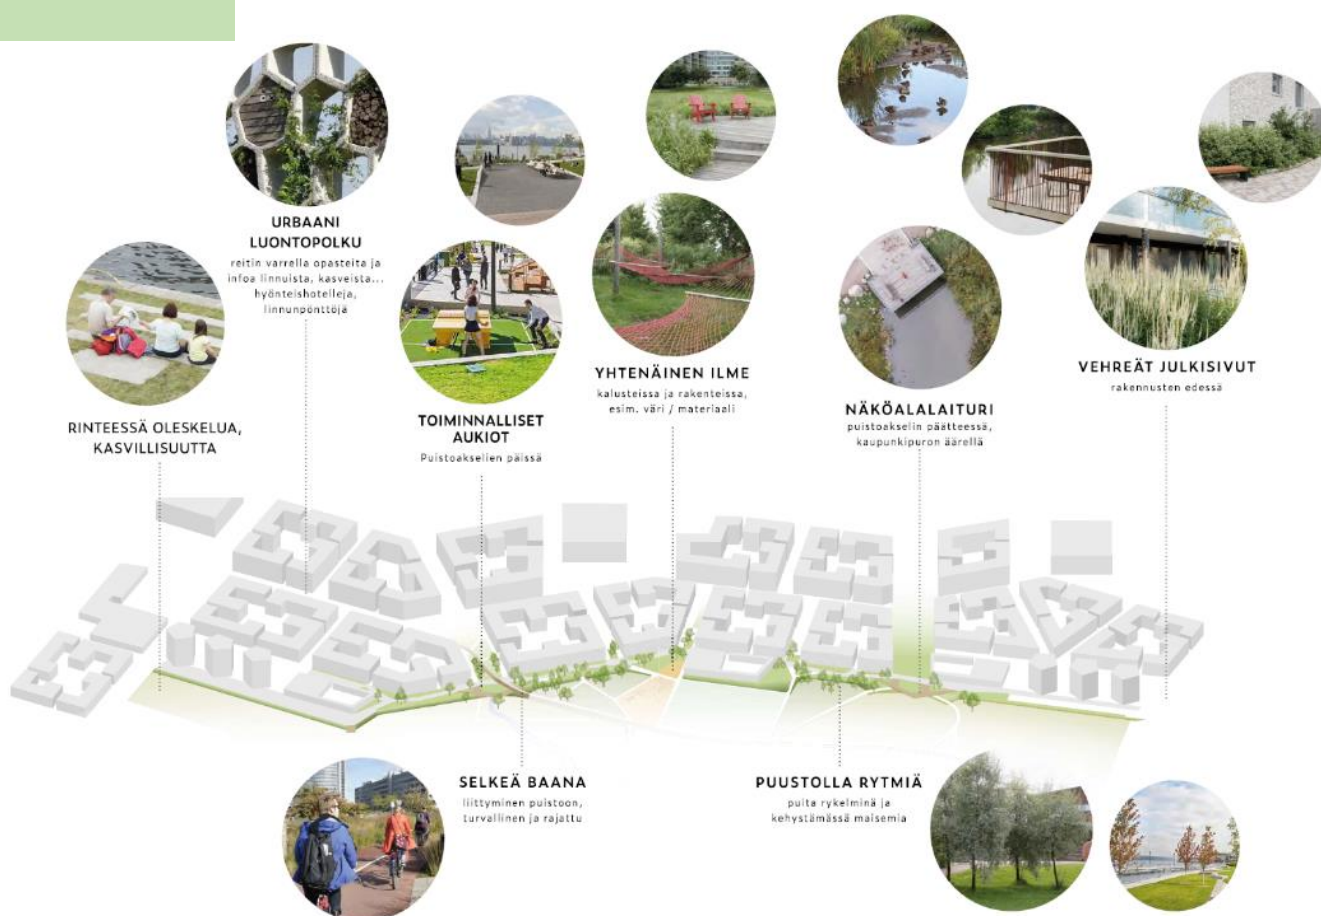 URBAANI
LUONTOPOLKU
reitin varrella opasteita ja
infoa linnuista, kasveista...
hyönteishotelleja,
linnunpönttöjä
RINTEESSÄ OLESKELUA,
KASVILLISUUTTA
TOIMINNALLISET
AUKIOT
Puistoakselien päissä
YHTENÄINEN ILME
kalusteissa ja rakenteissa,
esim. väri / materiaali
NÄKÖALALAITURI
puistoakselin päätteessä,
kaupunkipuron äärellä
VEHREÄT JULKISIVUT
rakennusten edessä
SELKEÄ BAANA
liittyminen puistoon,
turvallinen ja rajattu
PUUSTOLLA RYTMIÄ
puita rykelminä ja
kehystämässä maisemia